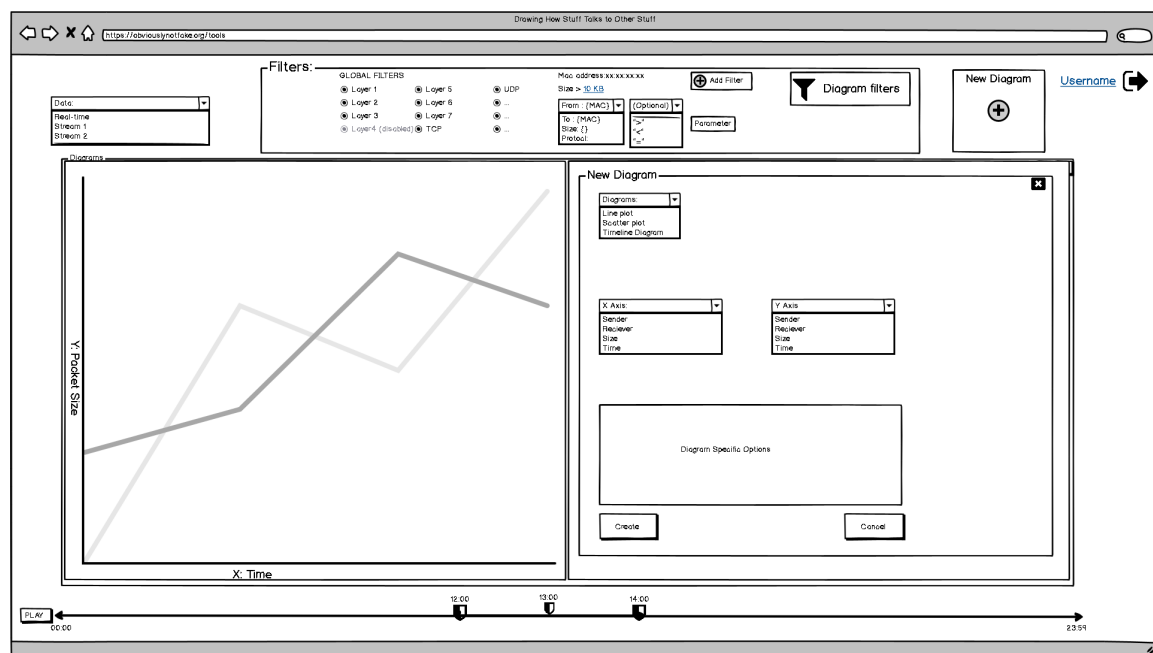 Drawing How Stuff Talks to Other Stuff
https://obviouslynotfake.org/tools
Filters:
GLOBAL FILTERS
Layer 1
Layer 2
Layer 3
Layer4 (disabled)
Layer 5
Layer 6
Layer 7
TCP
UDP
...
...
...
Mac address:xx:xx:xx:xx
Size > 10 KB
From : {MAC}
To : {MAC}
Size: {}
Protocol:
(Optional)
">"
"<"
"="
Add Filter
Parameter
Diagram filters
New Diagram
Username
Data:
Real-time
Stream 1
Stream 2
Diagrams
Y: Packet Size
X: Time
New Diagram
Diagrams:
Line plot
Scatter plot
Timeline Diagram
X Axis:
Sender
Reciever
Size
Time
Y Axis
Sender
Reciever
Size
Time
Diagram Specific Options
Create
Cancel
PLAY
00:00
12:00
13:00
14:00
23:59